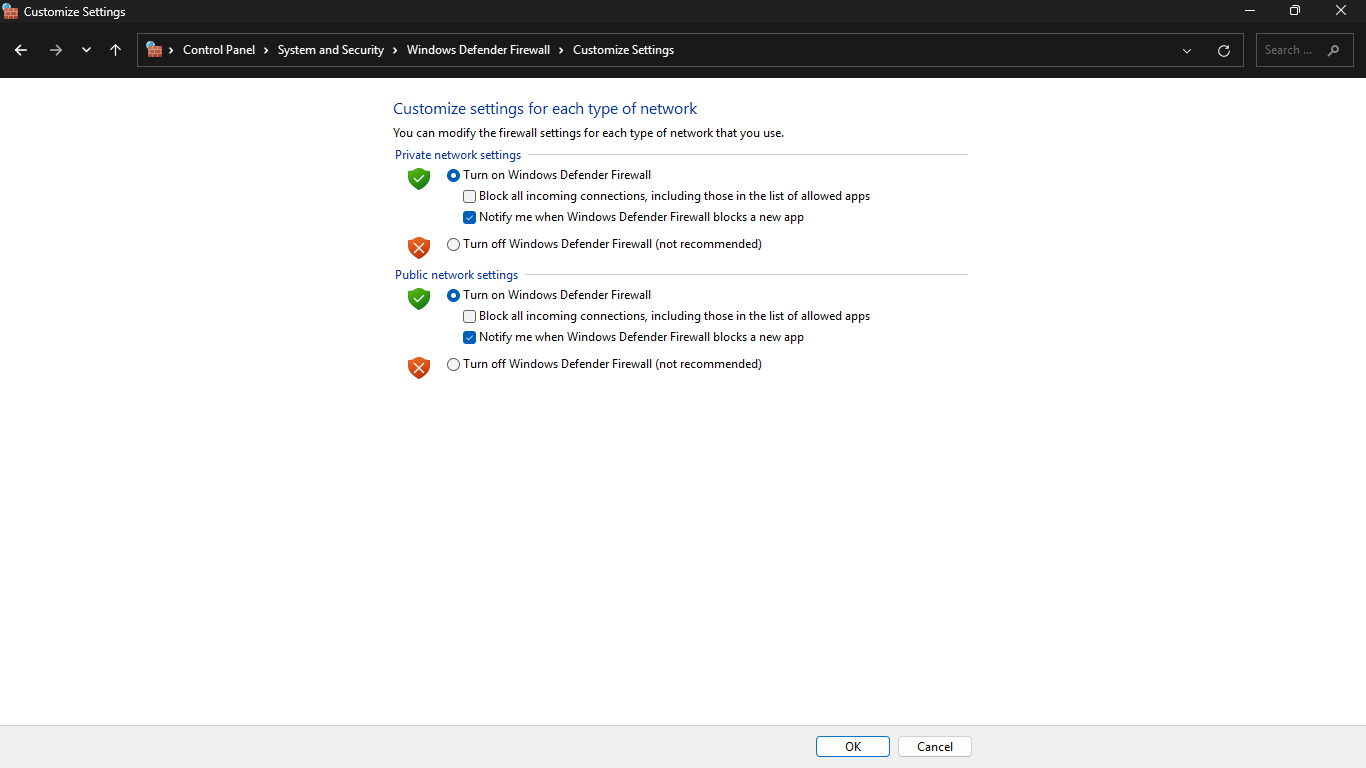 Customize Settings
Control Panel > System and Security > Windows Defender Firewall > Customize Settings
Search ...
Customize settings for each type of network
You can modify the firewall settings for each type of network that you use.
Private network settings
Turn on Windows Defender Firewall
Block all incoming connections, including those in the list of allowed apps
Notify me when Windows Defender Firewall blocks a new app
Turn off Windows Defender Firewall (not recommended)
Public network settings
Turn on Windows Defender Firewall
Block all incoming connections, including those in the list of allowed apps
Notify me when Windows Defender Firewall blocks a new app
Turn off Windows Defender Firewall (not recommended)
OK Cancel